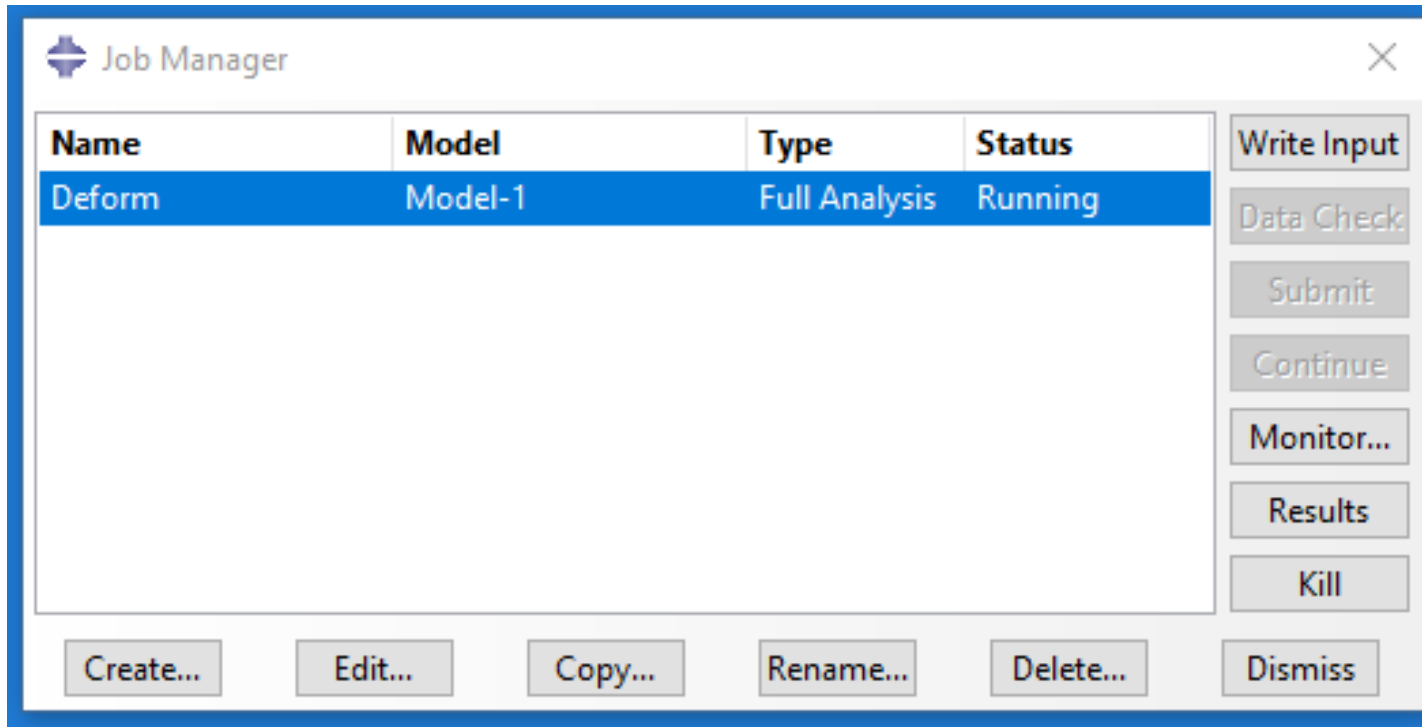 Job Manager
Name Model Type Status
Deform Model-1 Full Analysis Running
Write Input
Data Check
Submit
Continue
Monitor...
Results
Kill
Create... Edit... Copy... Rename... Delete... Dismiss